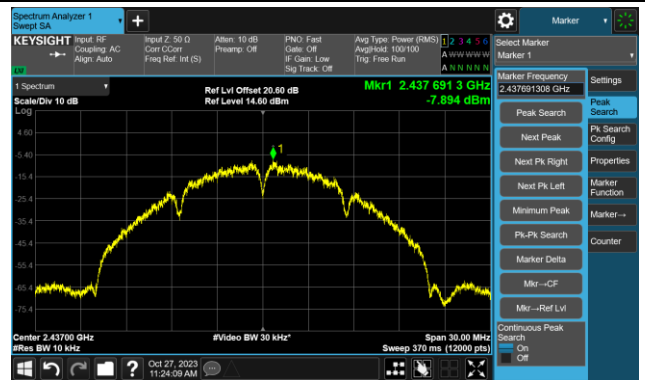 Spectrum Analyzer 1
Swept SA
Marker
KEYSIGHT
Input: RF
Coupling: AC
Align: Auto
Input Z: 50 Ω
Corr CCorr
Freq Ref: Int (S)
Atten: 10 dB
Preamp: Off
PNO: Fast
Gate: Off
IF Gain: Low
Sig Track: Off
Avg Type: Power (RMS)
Avg|Hold: 100/100
Trig: Free Run
1 2 3 4 5 6
A W W W W W
A N N N N N
Select Marker
Marker 1
1 Spectrum
Scale/Div 10 dB
Log
Ref Lvl Offset 20.60 dB
Ref Level 14.60 dBm
Mkr1 2.437 691 3 GHz
-7.894 dBm
4.60
-5.40
-15.4
-25.4
-35.4
-45.4
-55.4
-65.4
-75.4
1
Center 2.43700 GHz
#Res BW 10 kHz
#Video BW 30 kHz*
Span 30.00 MHz
Sweep 370 ms (12000 pts)
Marker Frequency
2.437691308 GHz
Peak Search
Next Peak
Next Pk Right
Next Pk Left
Minimum Peak
Pk-Pk Search
Marker Delta
Mkr→CF
Mkr→Ref Lvl
Continuous Peak
Search
On
Off
Settings
Peak
Search
Pk Search
Config
Properties
Marker
Function
Marker→
Counter
?
Oct 27, 2023
11:24:09 AM